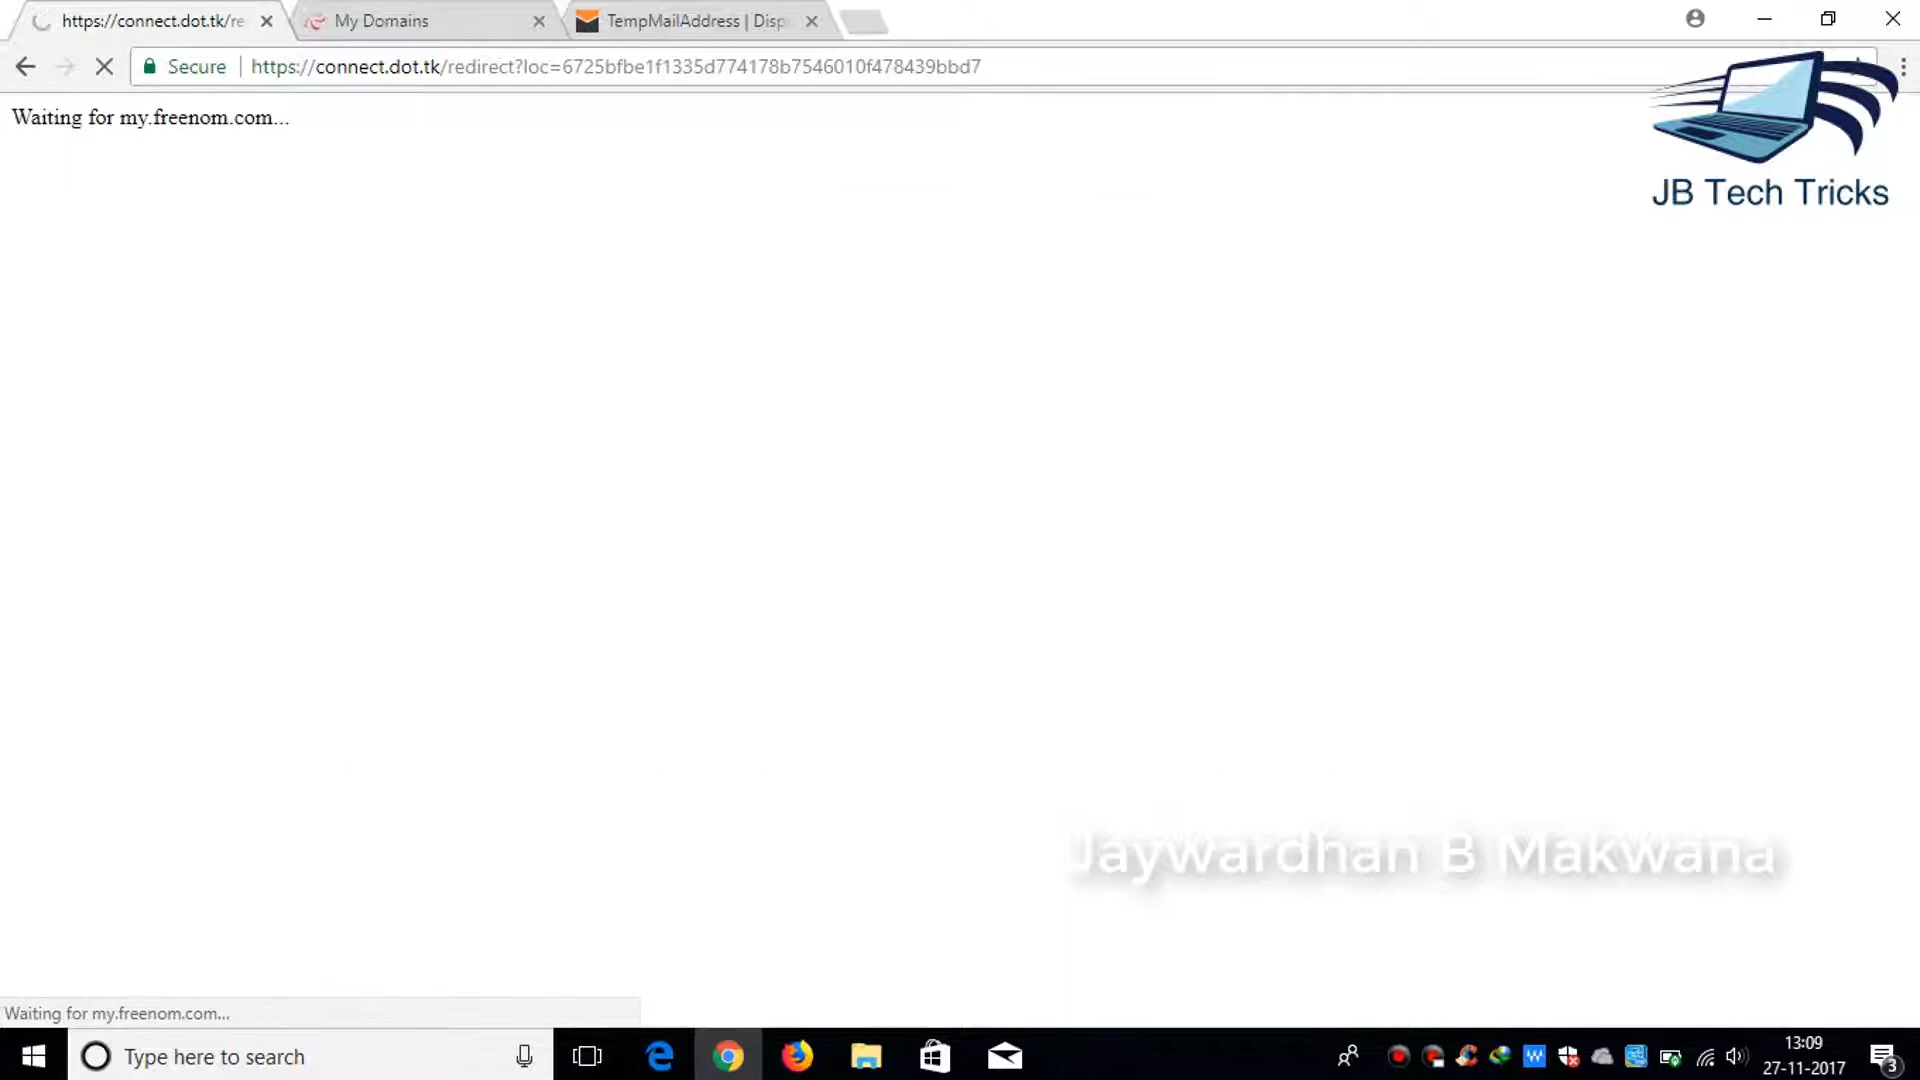 https://connect.dot.tk/re
My Domains
TempMailAddress | Disp
Secure
https://connect.dot.tk/redirect?loc=6725bfbe1f1335d774178b7546010f478439bbd7
Waiting for my.freenom.com...
JB Tech Tricks
Jaywardhan B Makwana
Waiting for my.freenom.com...
Type here to search
13:09
27-11-2017
3